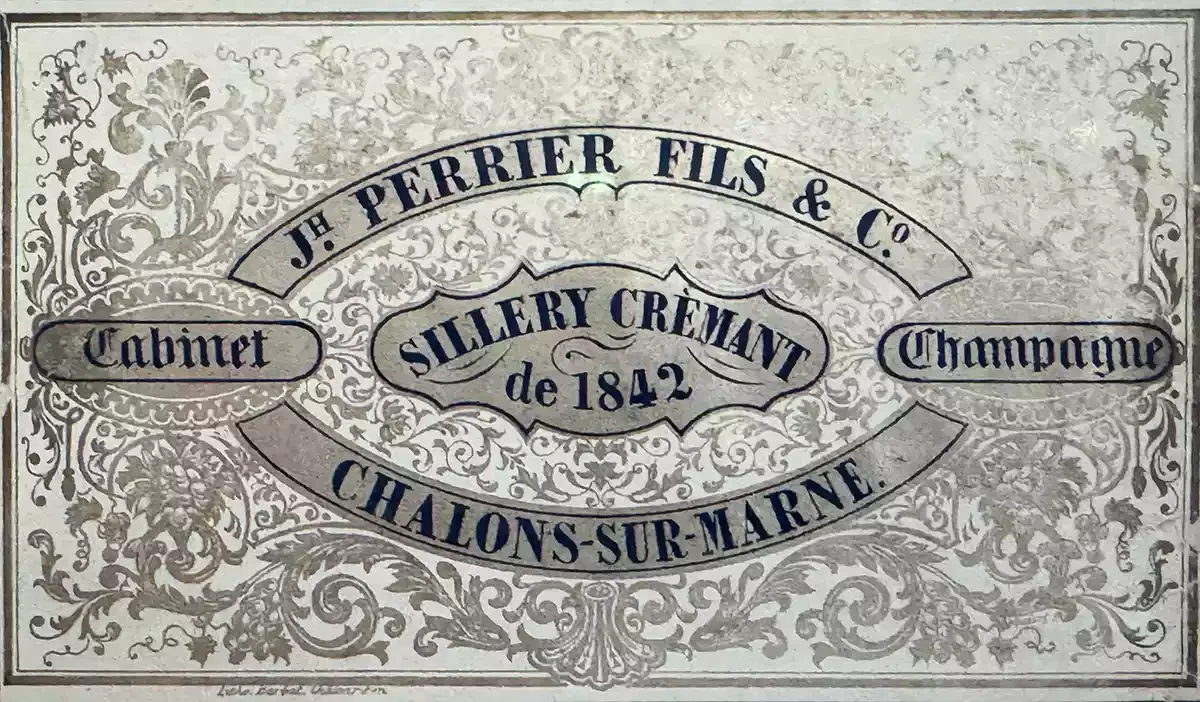 Jᴴ. PERRIER FILS & Cº.
Cabinet
SILLERY CRÈMANT
de 1842
Champagne
CHALONS-SUR-MARNE.